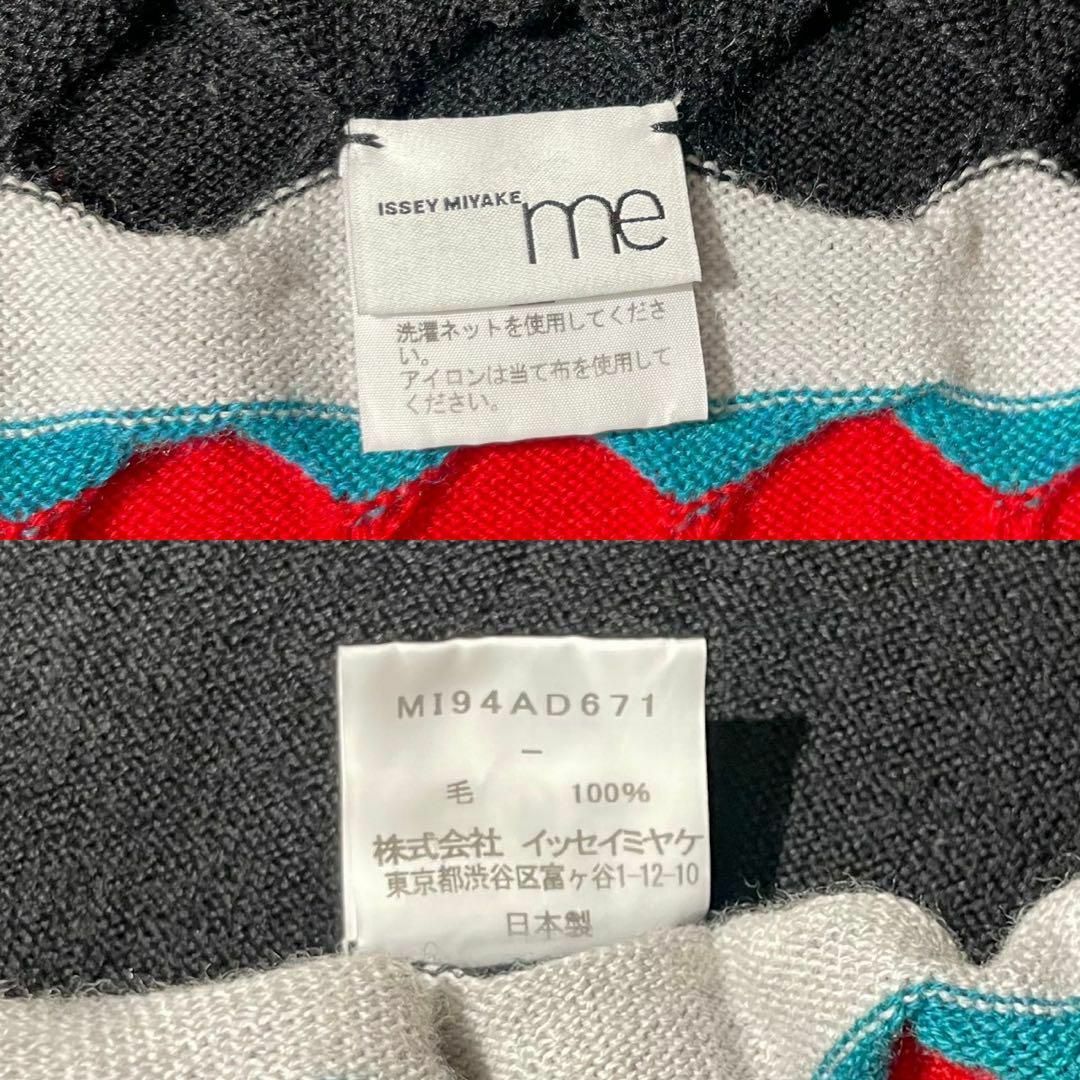 ISSEY MIYAKE me
洗濯ネットを使用してくださ
い。
アイロンは当て布を使用して
ください。
MI94AD671
－
毛 100%
株式会社 イッセイミヤケ
東京都渋谷区富ヶ谷1-12-10
日本製